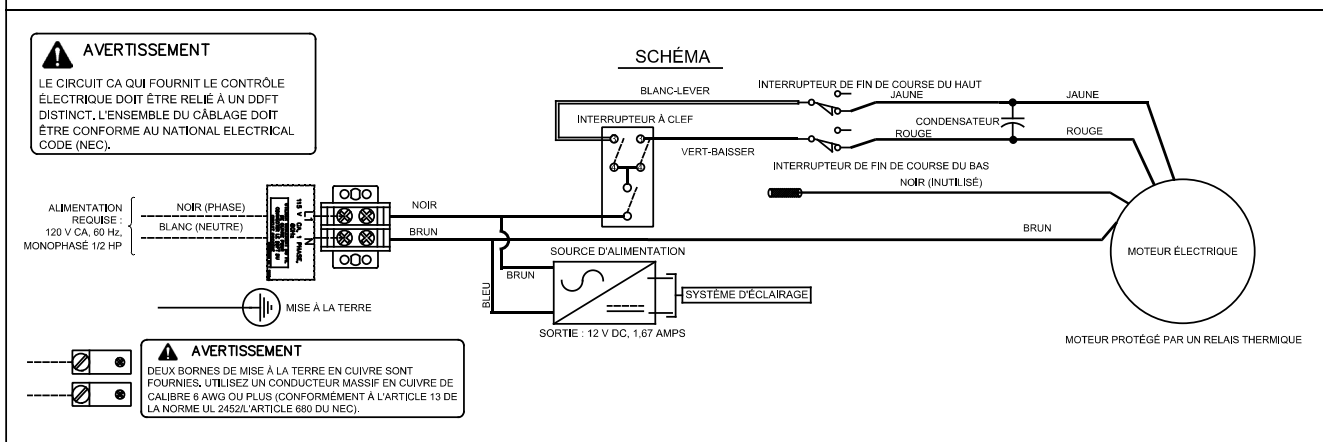 AVERTISSEMENT
LE CIRCUIT CA QUI FOURNIT LE CONTRÔLE
ÉLECTRIQUE DOIT ÊTRE RELIÉ À UN DDFT
DISTINCT. L'ENSEMBLE DU CÂBLAGE DOIT
ÊTRE CONFORME AU NATIONAL ELECTRICAL
CODE (NEC).
SCHÉMA
BLANC-LEVER
INTERRUPTEUR DE FIN DE COURSE DU HAUT
JAUNE
JAUNE
INTERRUPTEUR À CLEF
CONDENSATEUR
ROUGE
ROUGE
VERT-BAISSER
INTERRUPTEUR DE FIN DE COURSE DU BAS
NOIR (INUTILISÉ)
ALIMENTATION
REQUISE :
120 V CA, 60 Hz,
MONOPHASÉ 1/2 HP
NOIR (PHASE)
BLANC (NEUTRE)
115 V CA, 1 PHASE,
60Hz
L1
N
NOIR
BRUN
BRUN
MOTEUR ÉLECTRIQUE
SOURCE D'ALIMENTATION
BRUN
BLEU
SYSTÈME D'ÉCLAIRAGE
SORTIE : 12 V DC, 1,67 AMPS
MISE À LA TERRE
MOTEUR PROTÉGÉ PAR UN RELAIS THERMIQUE
AVERTISSEMENT
DEUX BORNES DE MISE À LA TERRE EN CUIVRE SONT
FOURNIES. UTILISEZ UN CONDUCTEUR MASSIF EN CUIVRE DE
CALIBRE 6 AWG OU PLUS (CONFORMÉMENT À L'ARTICLE 13 DE
LA NORME UL 2452/L'ARTICLE 680 DU NEC).